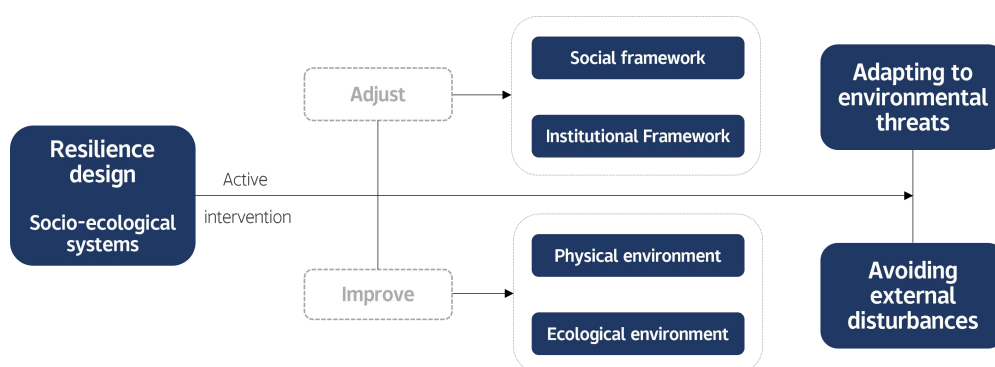 Resilience
design
Socio-ecological
systems
Active
intervention
Adjust
Improve
Social framework
Institutional Framework
Physical environment
Ecological environment
Adapting to
environmental
threats
Avoiding
external
disturbances